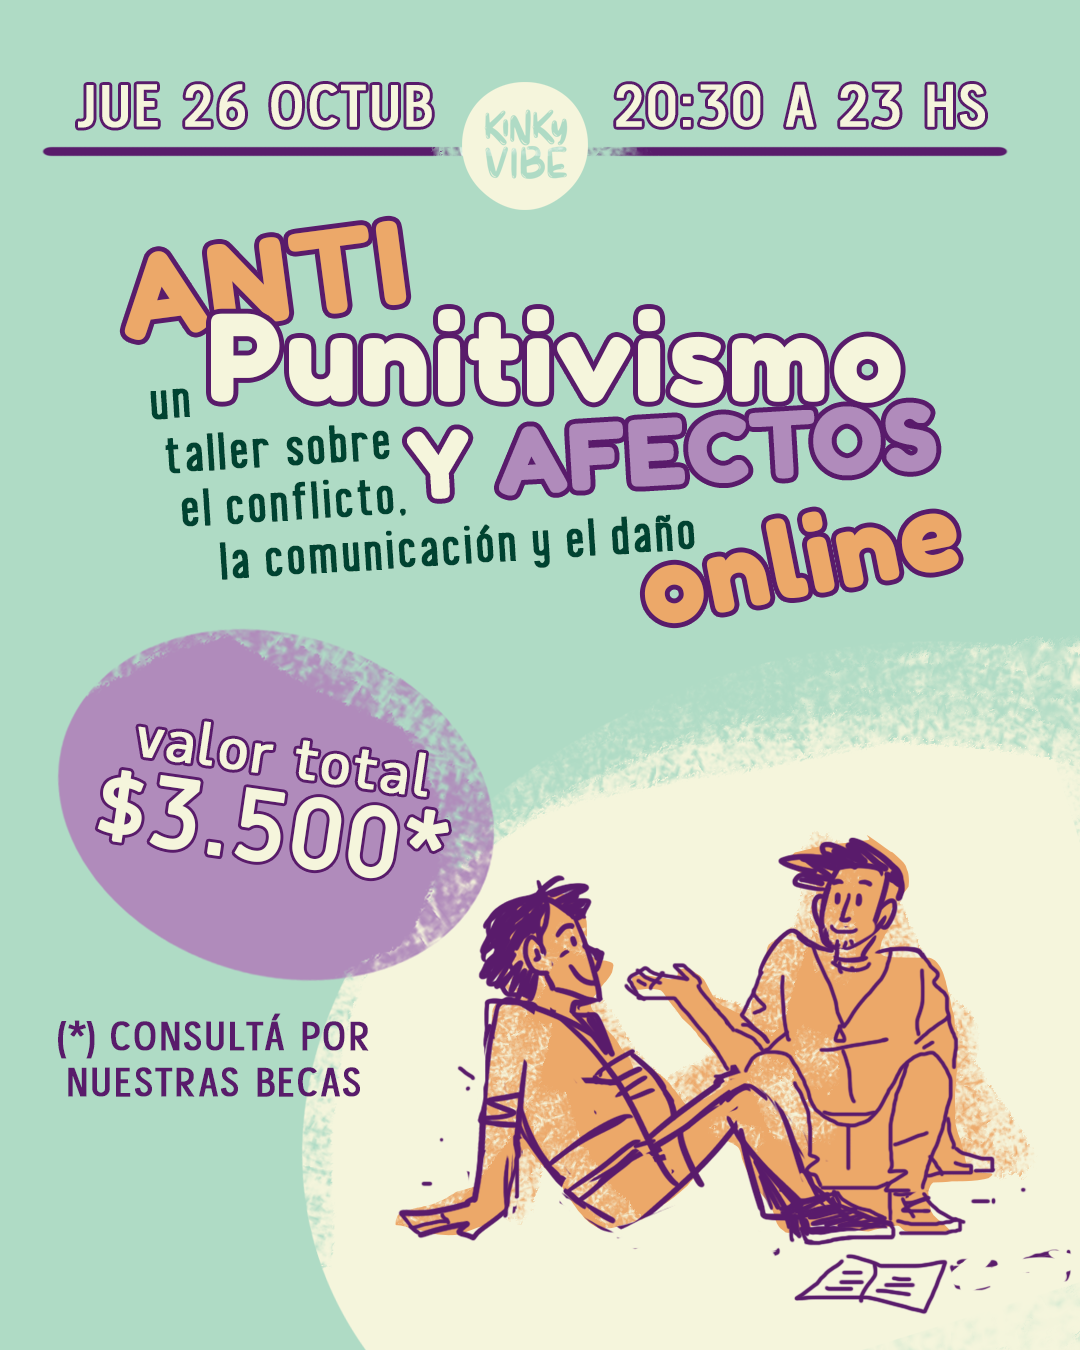 JUE 26 OCTUB
KINKY
VIBE
20:30 A 23 HS
ANTI
Punitivismo
Y AFECTOS
un
taller sobre
el conflicto,
la comunicación y el daño
online
valor total
$3.500*
(*) CONSULTÁ POR
NUESTRAS BECAS